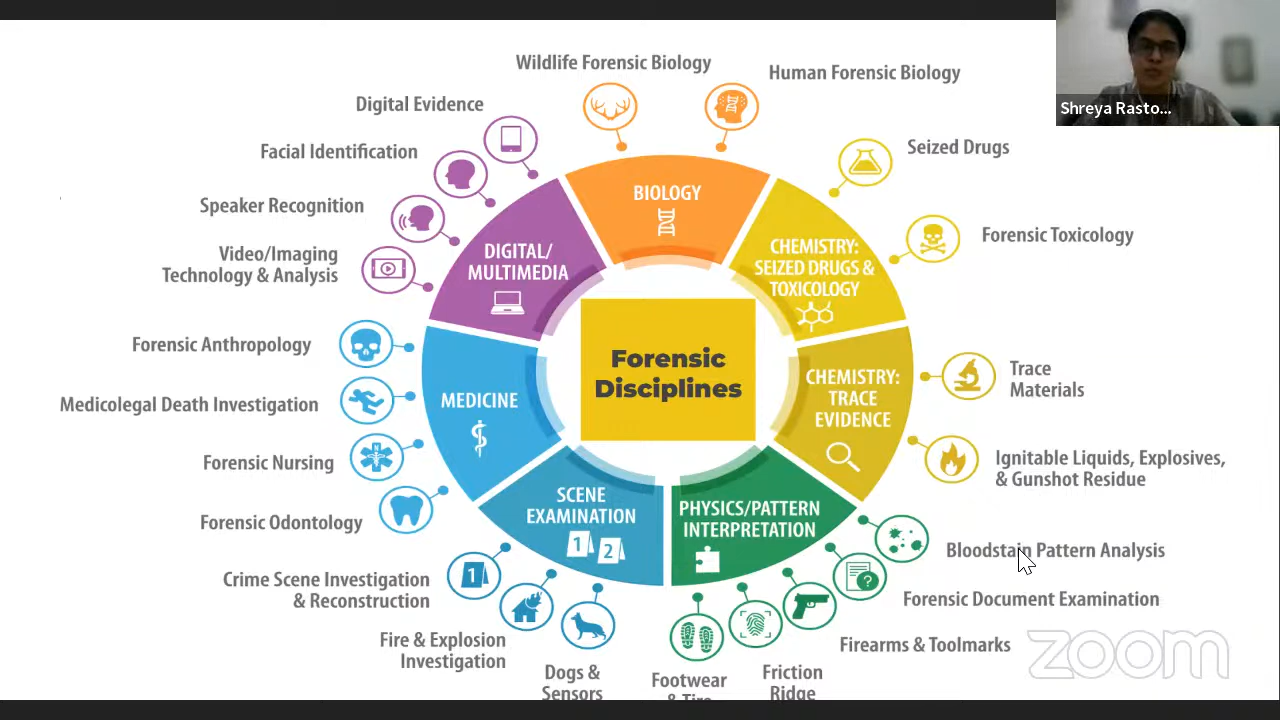 Shreya Rasto...
Wildlife Forensic Biology
Human Forensic Biology
Digital Evidence
Facial Identification
Speaker Recognition
Video/Imaging
Technology & Analysis
Seized Drugs
Forensic Toxicology
BIOLOGY
DIGITAL/
MULTIMEDIA
CHEMISTRY:
SEIZED DRUGS &
TOXICOLOGY
Forensic Anthropology
Medicolegal Death Investigation
Forensic Nursing
Forensic Odontology
MEDICINE
Forensic
Disciplines
CHEMISTRY:
TRACE
EVIDENCE
Trace
Materials
Ignitable Liquids, Explosives,
& Gunshot Residue
SCENE
EXAMINATION
1 2
PHYSICS/PATTERN
INTERPRETATION
?
Bloodstain Pattern Analysis
Forensic Document Examination
Firearms & Toolmarks
1
Crime Scene Investigation
& Reconstruction
Fire & Explosion
Investigation
Dogs &
Sensors
Footwear
& Tire
Friction
Ridge
N
zoom